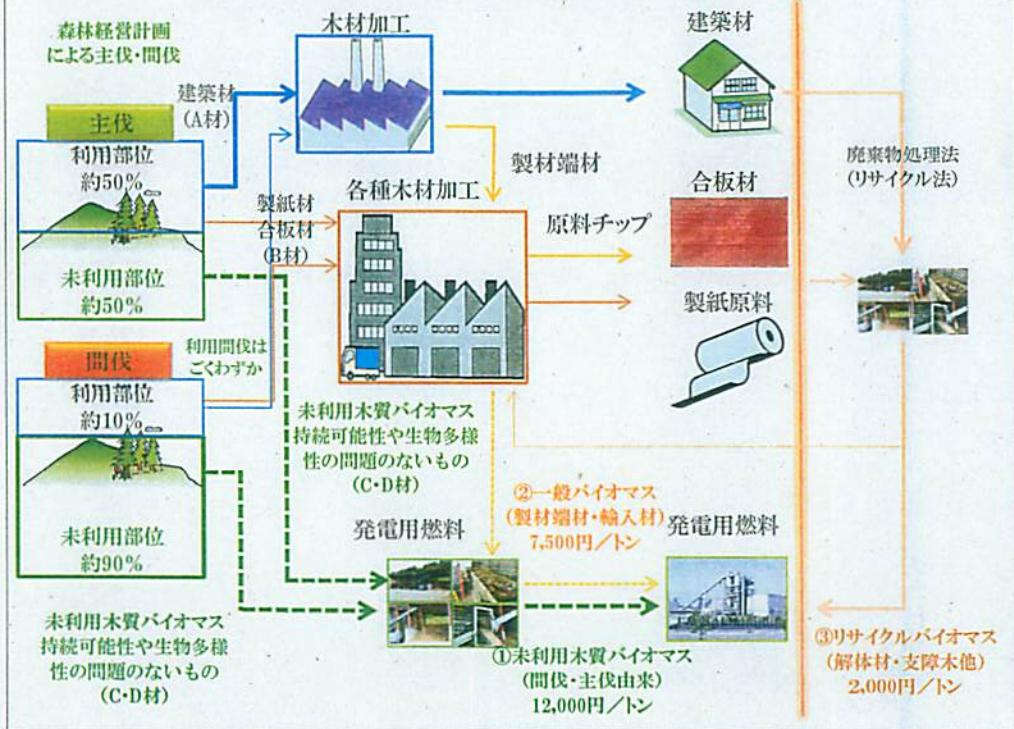 森林経営計画
による主伐・間伐
木材加工
建築材
建築材
(A材)
主伐
利用部位
約50%
未利用部位
約50%
製材端材
廃棄物処理法
(リサイクル法)
各種木材加工
合板材
製紙材
合板材
(B材)
原料チップ
製紙原料
間伐
利用間伐は
ごくわずか
利用部位
約10%
未利用部位
約90%
未利用木質バイオマス
持続可能性や生物多様
性の問題のないもの
(C・D材)
②一般バイオマス
(製材端材・輸入材)
7,500円/トン
発電用燃料
発電用燃料
未利用木質バイオマス
持続可能性や生物多様
性の問題のないもの
(C・D材)
①未利用木質バイオマス
(間伐・主伐由来)
12,000円/トン
③リサイクルバイオマス
(解体材・支障木他)
2,000円/トン